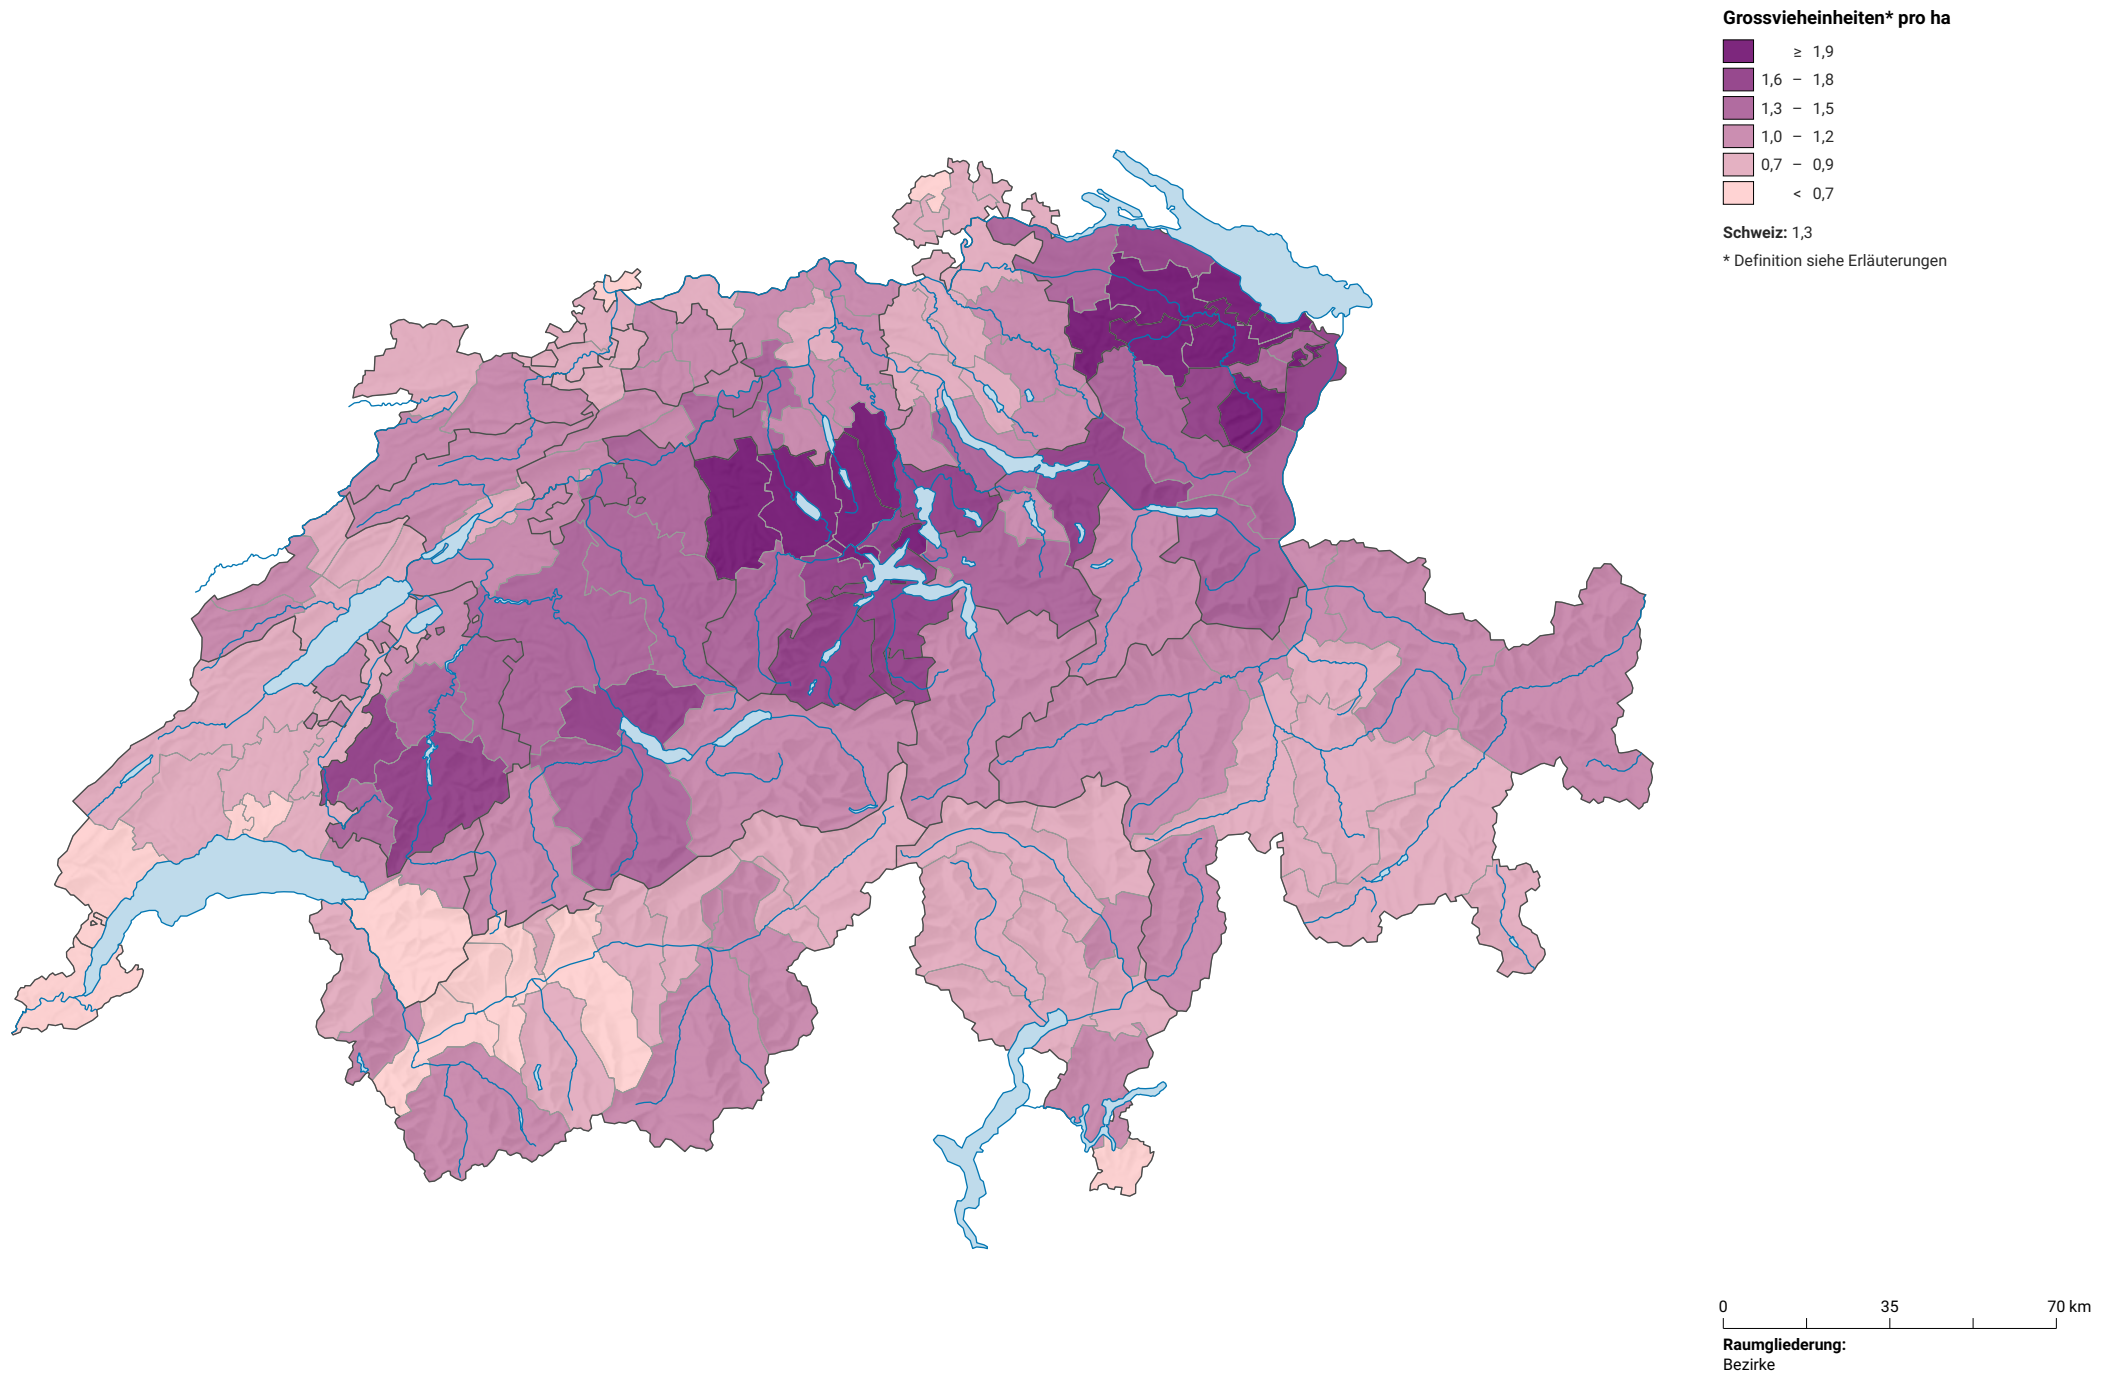 Grossvieheinheiten* pro ha
≥ 1,9
1,6 – 1,8
1,3 – 1,5
1,0 – 1,2
0,7 – 0,9
< 0,7
Schweiz: 1,3
* Definition siehe Erläuterungen
0 35 70 km
Raumgliederung:
Bezirke